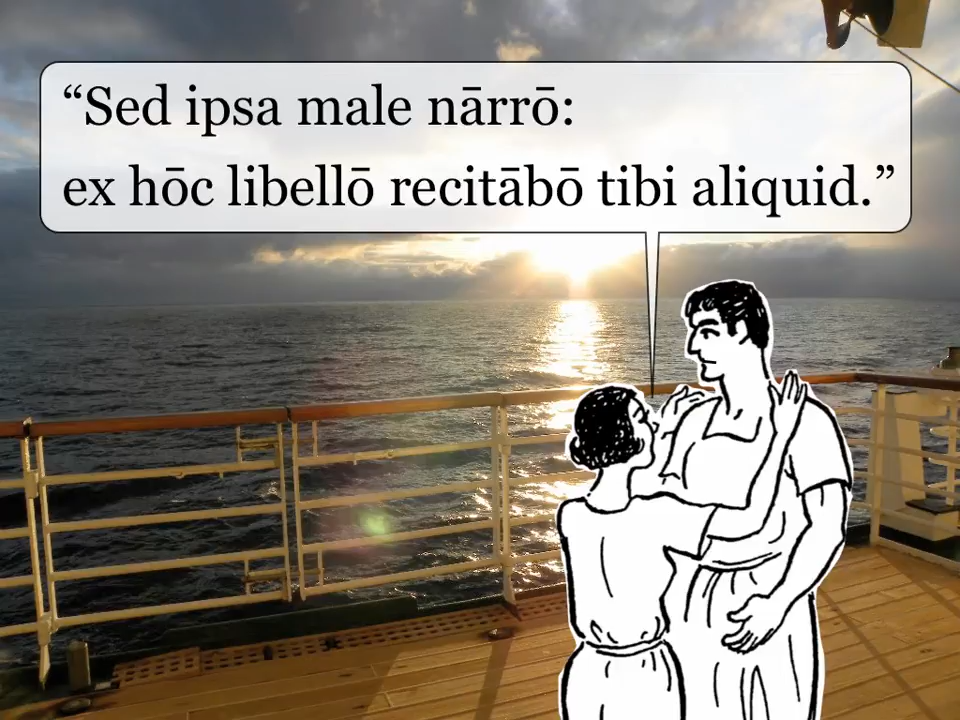 “Sed ipsa male nārrō:
ex hōc libellō recitābō tibi aliquid.”